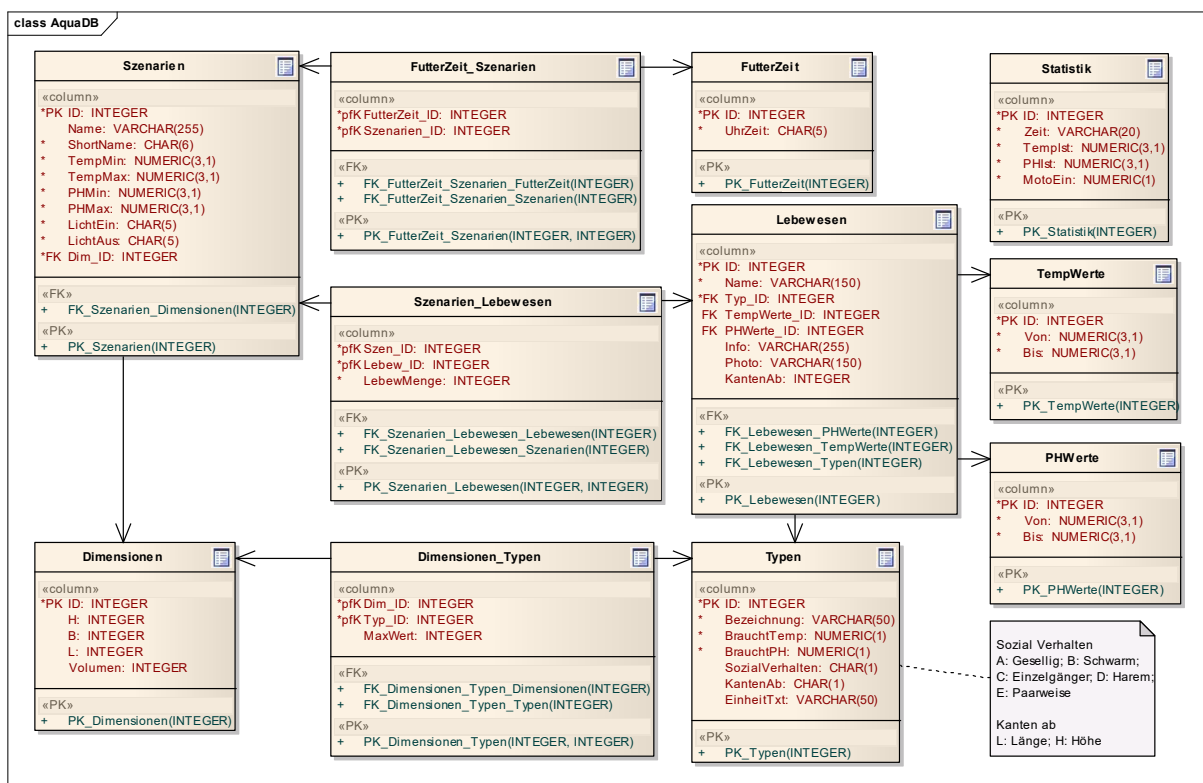 class AquaDB
Szenarien
«column»
*PK ID: INTEGER
Name: VARCHAR(255)
* ShortName: CHAR(6)
* TempMin: NUMERIC(3,1)
* TempMax: NUMERIC(3,1)
* PHMin: NUMERIC(3,1)
* PHMax: NUMERIC(3,1)
* LichtEin: CHAR(5)
* LichtAus: CHAR(5)
*FK Dim_ID: INTEGER
«FK»
+ FK_Szenarien_Dimensionen(INTEGER)
«PK»
+ PK_Szenarien(INTEGER)
FutterZeit_Szenarien
«column»
*pfK FutterZeit_ID: INTEGER
*pfK Szenarien_ID: INTEGER
«FK»
+ FK_FutterZeit_Szenarien_FutterZeit(INTEGER)
+ FK_FutterZeit_Szenarien_Szenarien(INTEGER)
«PK»
+ PK_FutterZeit_Szenarien(INTEGER, INTEGER)
FutterZeit
«column»
*PK ID: INTEGER
* UhrZeit: CHAR(5)
«PK»
+ PK_FutterZeit(INTEGER)
Statistik
«column»
*PK ID: INTEGER
* Zeit: VARCHAR(20)
* TempIst: NUMERIC(3,1)
* PHIst: NUMERIC(3,1)
* MotoEin: NUMERIC(1)
«PK»
+ PK_Statistik(INTEGER)
Szenarien_Lebewesen
«column»
*pfK Szen_ID: INTEGER
*pfK Lebew_ID: INTEGER
* LebewMenge: INTEGER
«FK»
+ FK_Szenarien_Lebewesen_Lebewesen(INTEGER)
+ FK_Szenarien_Lebewesen_Szenarien(INTEGER)
«PK»
+ PK_Szenarien_Lebewesen(INTEGER, INTEGER)
Lebewesen
«column»
*PK ID: INTEGER
* Name: VARCHAR(150)
*FK Typ_ID: INTEGER
FK TempWerte_ID: INTEGER
FK PHWerte_ID: INTEGER
Info: VARCHAR(255)
Photo: VARCHAR(150)
KantenAb: INTEGER
«FK»
+ FK_Lebewesen_PHWerte(INTEGER)
+ FK_Lebewesen_TempWerte(INTEGER)
+ FK_Lebewesen_Typen(INTEGER)
«PK»
+ PK_Lebewesen(INTEGER)
TempWerte
«column»
*PK ID: INTEGER
* Von: NUMERIC(3,1)
* Bis: NUMERIC(3,1)
«PK»
+ PK_TempWerte(INTEGER)
PHWerte
«column»
*PK ID: INTEGER
* Von: NUMERIC(3,1)
* Bis: NUMERIC(3,1)
«PK»
+ PK_PHWerte(INTEGER)
Dimensionen
«column»
*PK ID: INTEGER
H: INTEGER
B: INTEGER
L: INTEGER
Volumen: INTEGER
«PK»
+ PK_Dimensionen(INTEGER)
Dimensionen_Typen
«column»
*pfK Dim_ID: INTEGER
*pfK Typ_ID: INTEGER
MaxWert: INTEGER
«FK»
+ FK_Dimensionen_Typen_Dimensionen(INTEGER)
+ FK_Dimensionen_Typen_Typen(INTEGER)
«PK»
+ PK_Dimensionen_Typen(INTEGER, INTEGER)
Typen
«column»
*PK ID: INTEGER
* Bezeichnung: VARCHAR(50)
* BrauchtTemp: NUMERIC(1)
* BrauchtPH: NUMERIC(1)
SozialVerhalten: CHAR(1)
KantenAb: CHAR(1)
EinheitTxt: VARCHAR(50)
«PK»
+ PK_Typen(INTEGER)
Sozial Verhalten
A: Gesellig; B: Schwarm;
C: Einzelgänger; D: Harem;
E: Paarweise
Kanten ab
L: Länge; H: Höhe